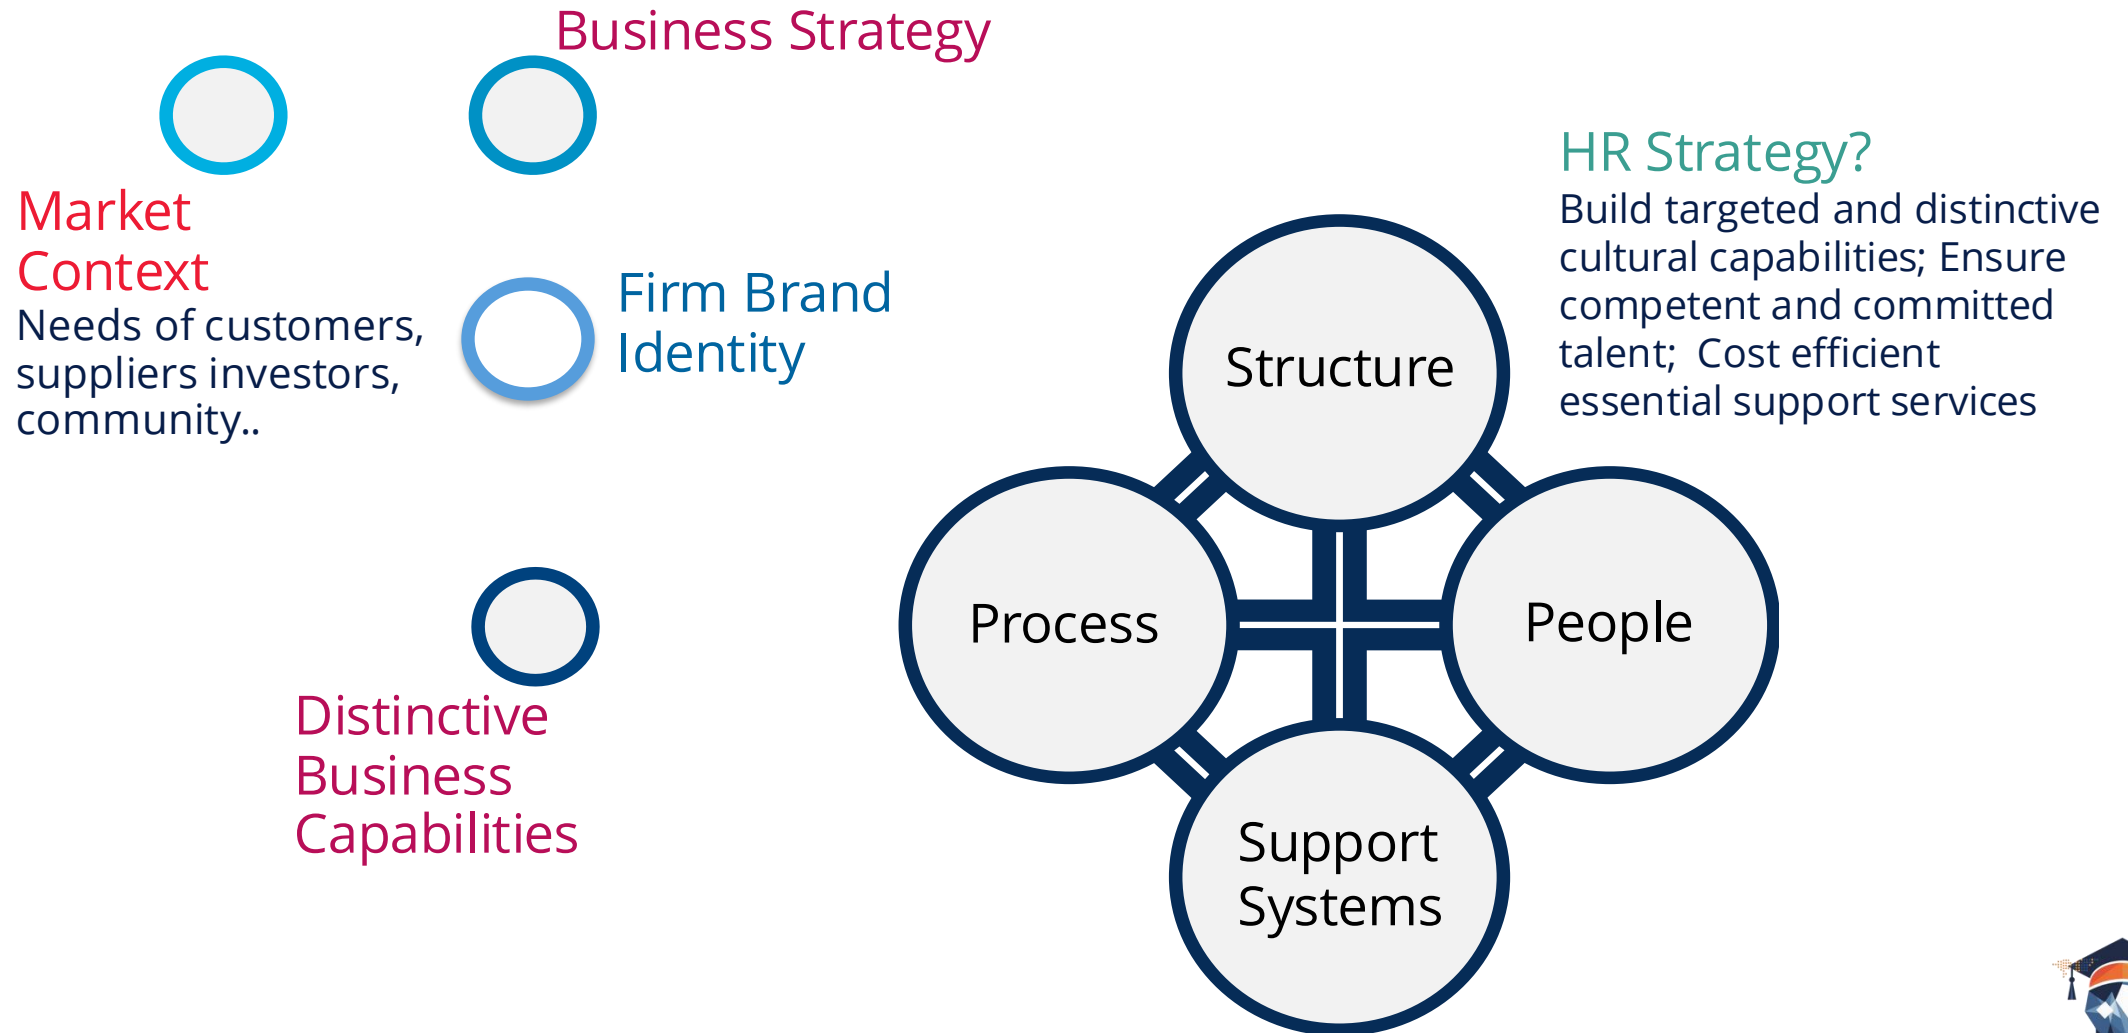 Business Strategy
Market
Context
Needs of customers,
suppliers investors,
community..
Firm Brand
Identity
Distinctive
Business
Capabilities
HR Strategy?
Build targeted and distinctive
cultural capabilities; Ensure
competent and committed
talent;  Cost efficient
essential support services
Structure
Process
People
Support
Systems